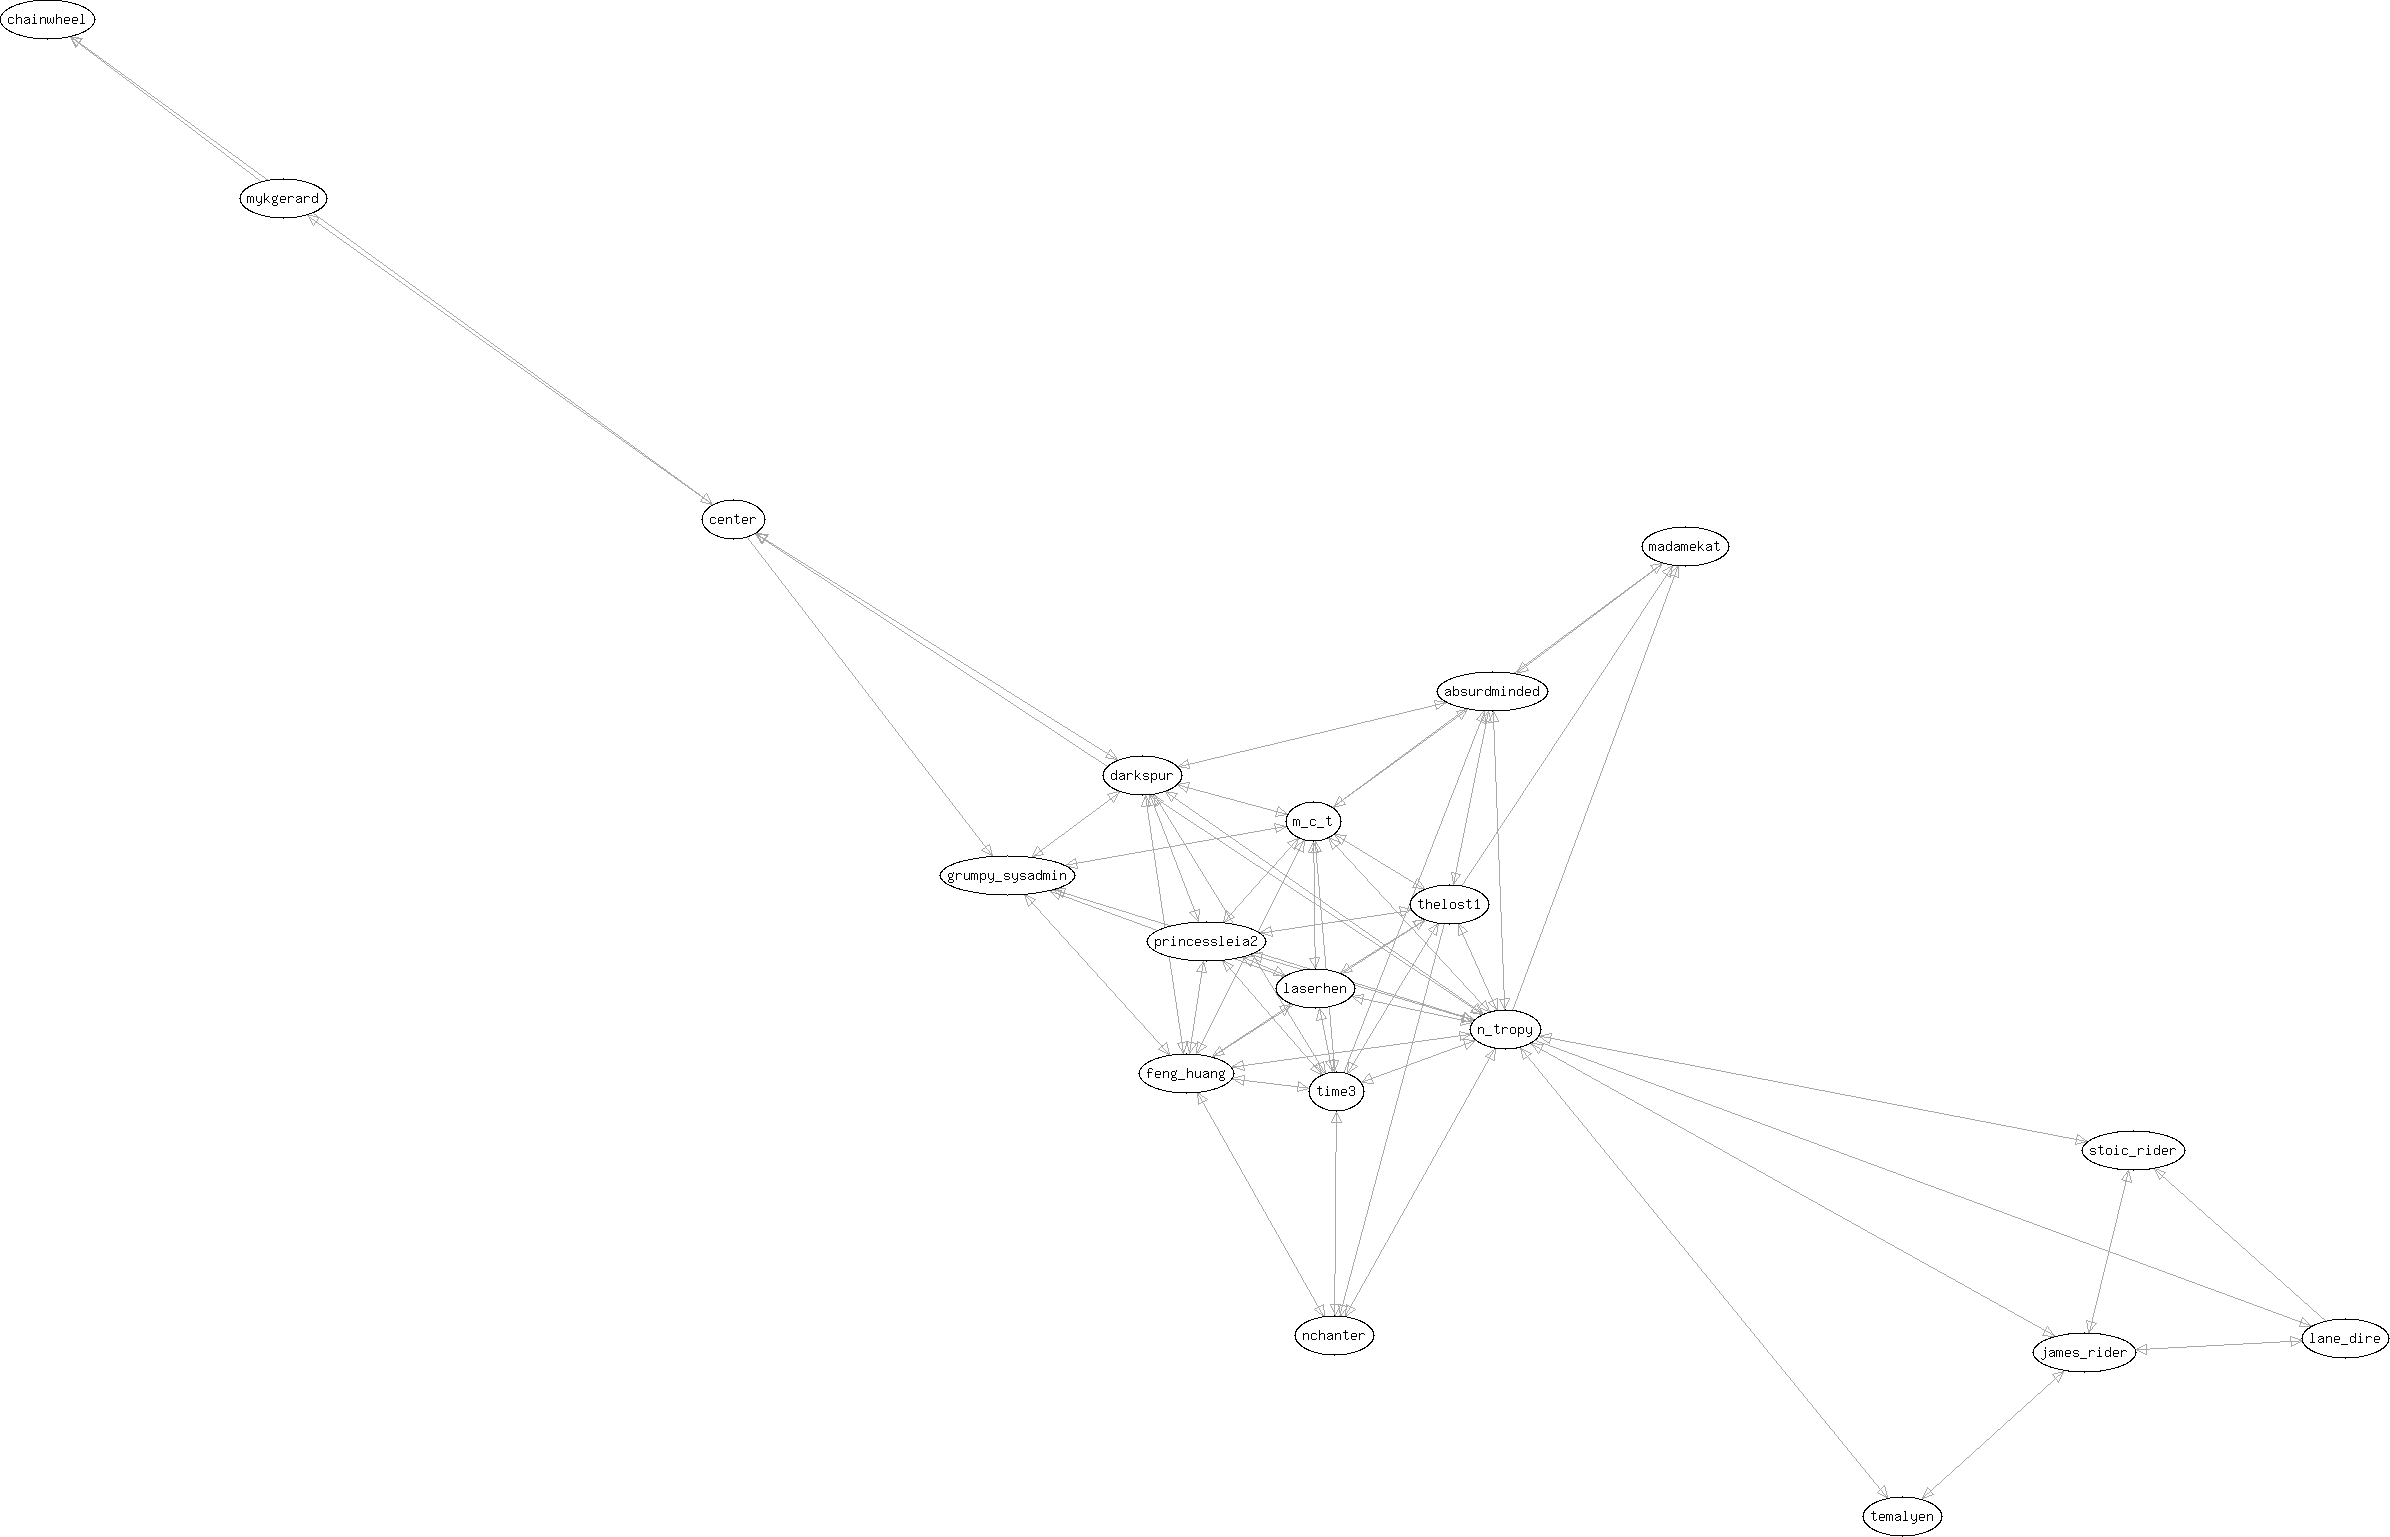 chainwheel
mykgerard
center
madamekat
absurdminded
darkspur
m_c_t
grumpy_sysadmin
thelost1
princessleia2
laserhen
n_tropy
feng_huang
time3
stoic_rider
nchanter
lane_dire
james_rider
temalyen